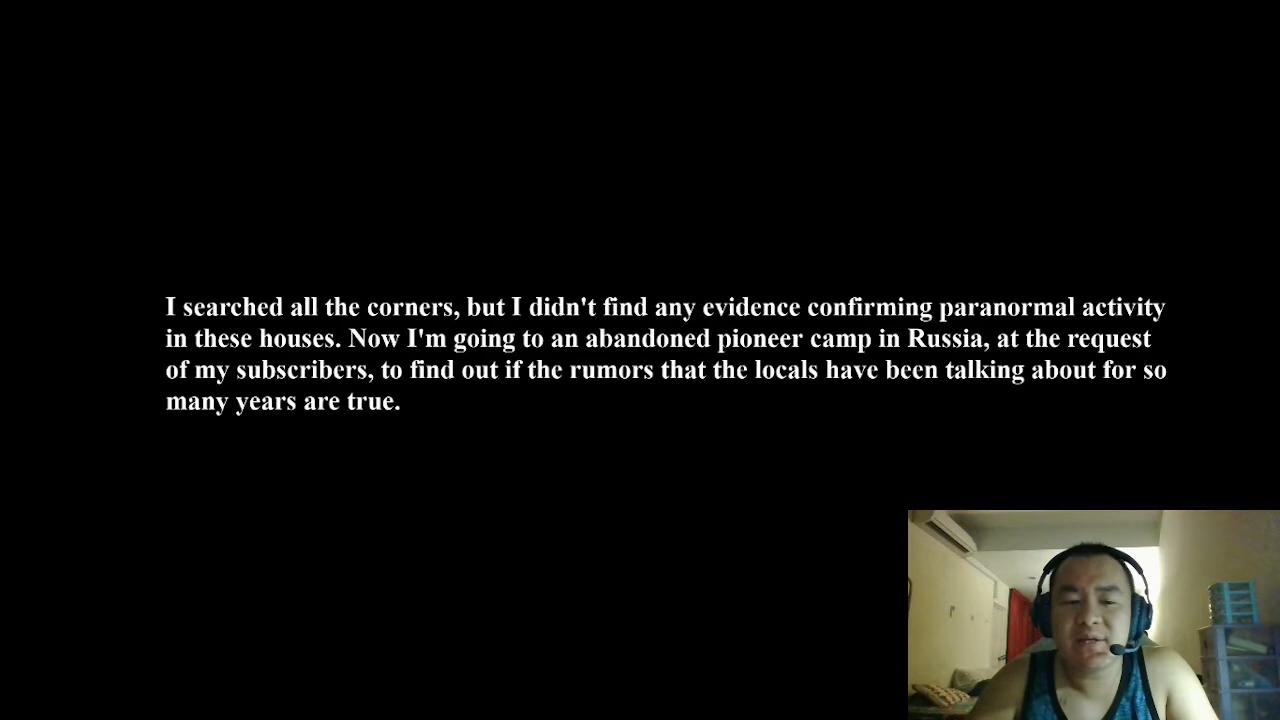 I searched all the corners, but I didn't find any evidence confirming paranormal activity
in these houses. Now I'm going to an abandoned pioneer camp in Russia, at the request
of my subscribers, to find out if the rumors that the locals have been talking about for so
many years are true.